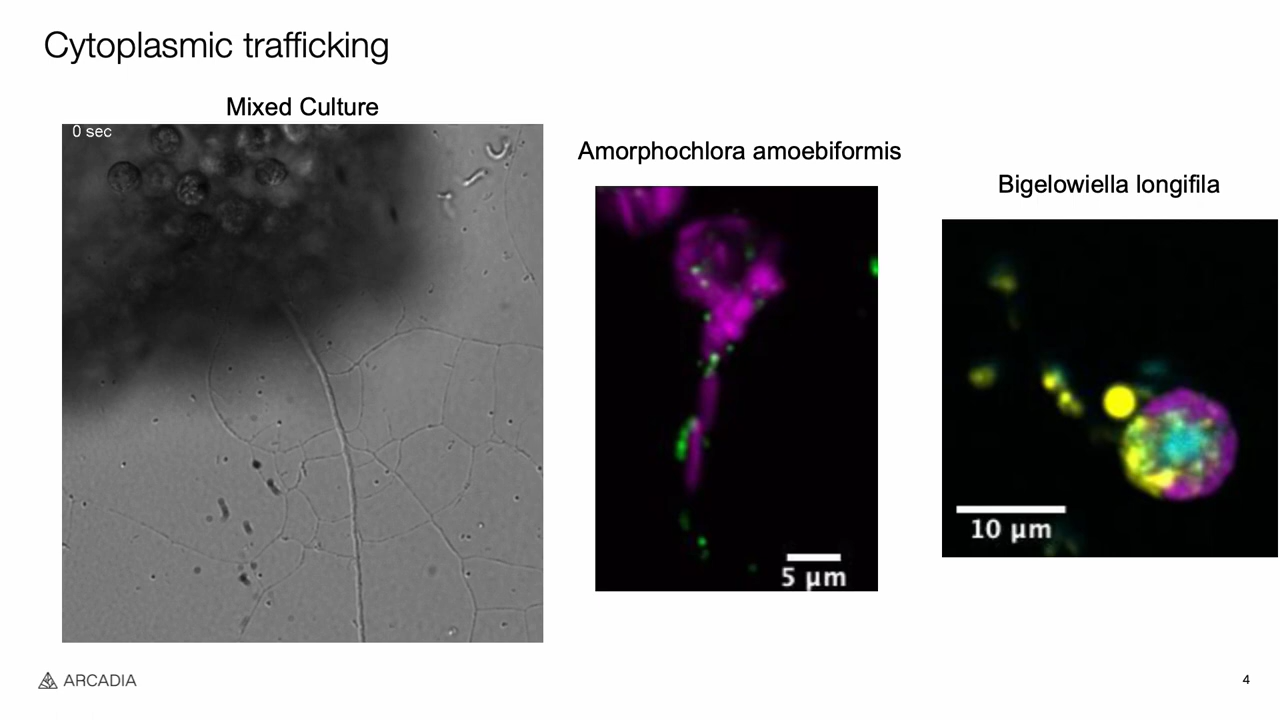 Cytoplasmic trafficking
Mixed Culture
0 sec
Amorphochlora amoebiformis
5 µm
Bigelowiella longifila
10 µm
ARCADIA
4